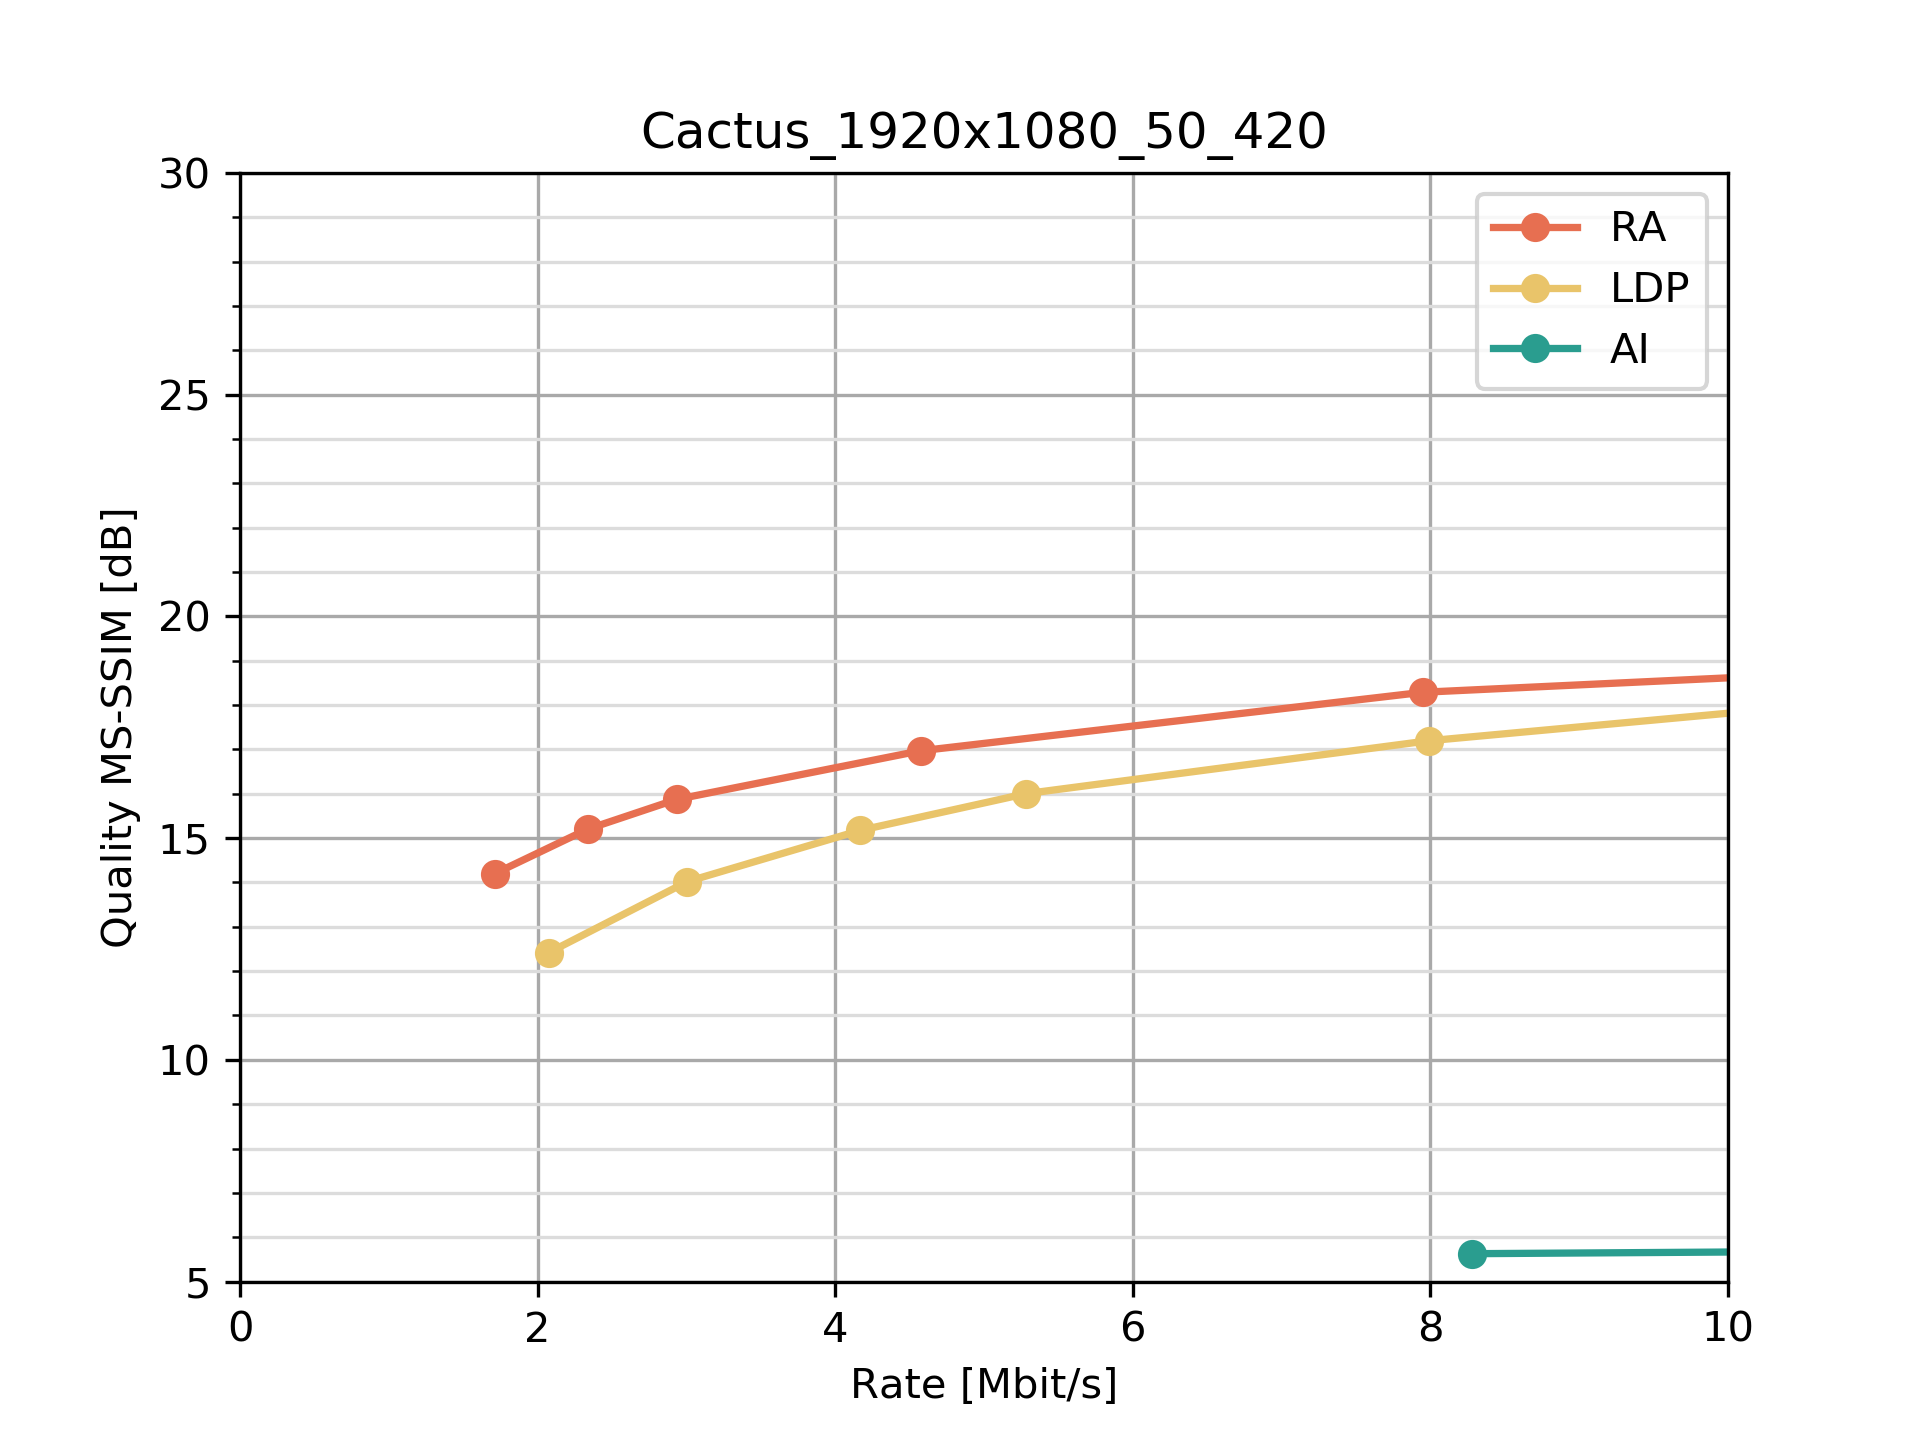 Cactus_1920x1080_50_420
30
25
20
15
10
5
Quality MS-SSIM [dB]
RA
LDP
AI
0 2 4 6 8 10
Rate [Mbit/s]